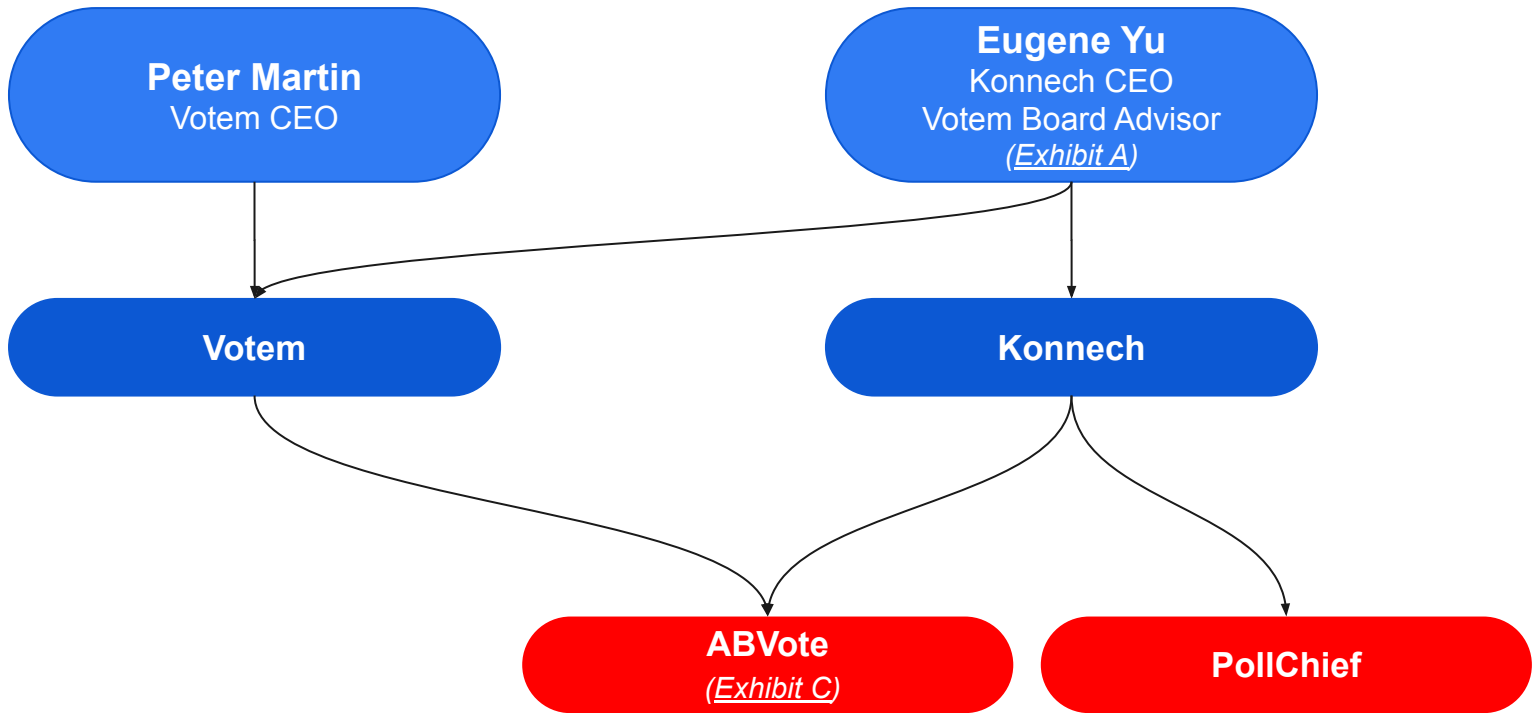 Peter Martin
Votem CEO
Eugene Yu
Konnech CEO
Votem Board Advisor
(Exhibit A)
Votem
Konnech
ABVote
(Exhibit C)
PollChief